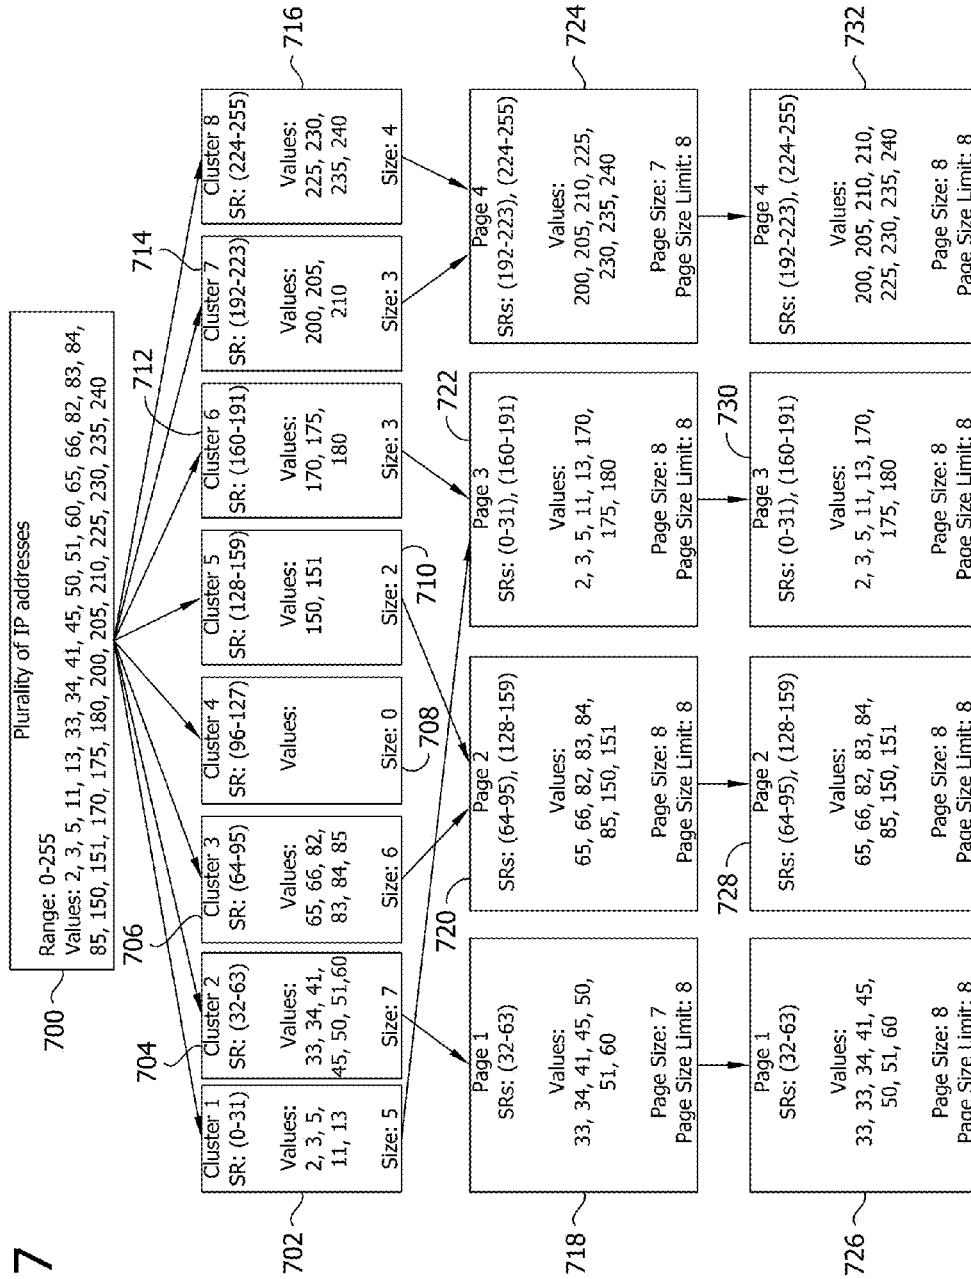 7
Plurality of IP addresses
Range: 0-255
Values: 2, 3, 5, 11, 13, 33, 34, 41, 45, 50, 51, 60, 65, 66, 82, 83, 84,
85, 150, 151, 170, 175, 180, 200, 205, 210, 225, 230, 235, 240
700
Cluster 1
SR: (0-31)
Values:
2, 3, 5,
11, 13
Size: 5
702
Cluster 2
SR: (32-63)
Values:
33, 34, 41,
45, 50, 51,60
Size: 7
704
Cluster 3
SR: (64-95)
Values:
65, 66, 82,
83, 84, 85
Size: 6
706
Cluster 4
SR: (96-127)
Values:
Size: 0
708
Cluster 5
SR: (128-159)
Values:
150, 151
Size: 2
710
Cluster 6
SR: (160-191)
Values:
170, 175,
180
Size: 3
712
Cluster 7
SR: (192-223)
Values:
200, 205,
210
Size: 3
714
Cluster 8
SR: (224-255)
Values:
225, 230,
235, 240
Size: 4
716
Page 1
SRs: (32-63)
Values:
33, 34, 41, 45, 50,
51, 60
Page Size: 7
Page Size Limit: 8
718
Page 2
SRs: (64-95), (128-159)
Values:
65, 66, 82, 83, 84,
85, 150, 151
Page Size: 8
Page Size Limit: 8
720
Page 3
SRs: (0-31), (160-191)
Values:
2, 3, 5, 11, 13, 170,
175, 180
Page Size: 8
Page Size Limit: 8
722
Page 4
SRs: (192-223), (224-255)
Values:
200, 205, 210, 225,
230, 235, 240
Page Size: 7
Page Size Limit: 8
724
Page 1
SRs: (32-63)
Values:
33, 33, 34, 41, 45,
50, 51, 60
Page Size: 8
Page Size Limit: 8
726
Page 2
SRs: (64-95), (128-159)
Values:
65, 66, 82, 83, 84,
85, 150, 151
Page Size: 8
Page Size Limit: 8
728
Page 3
SRs: (0-31), (160-191)
Values:
2, 3, 5, 11, 13, 170,
175, 180
Page Size: 8
Page Size Limit: 8
730
Page 4
SRs: (192-223), (224-255)
Values:
200, 205, 210, 210,
225, 230, 235, 240
Page Size: 8
Page Size Limit: 8
732